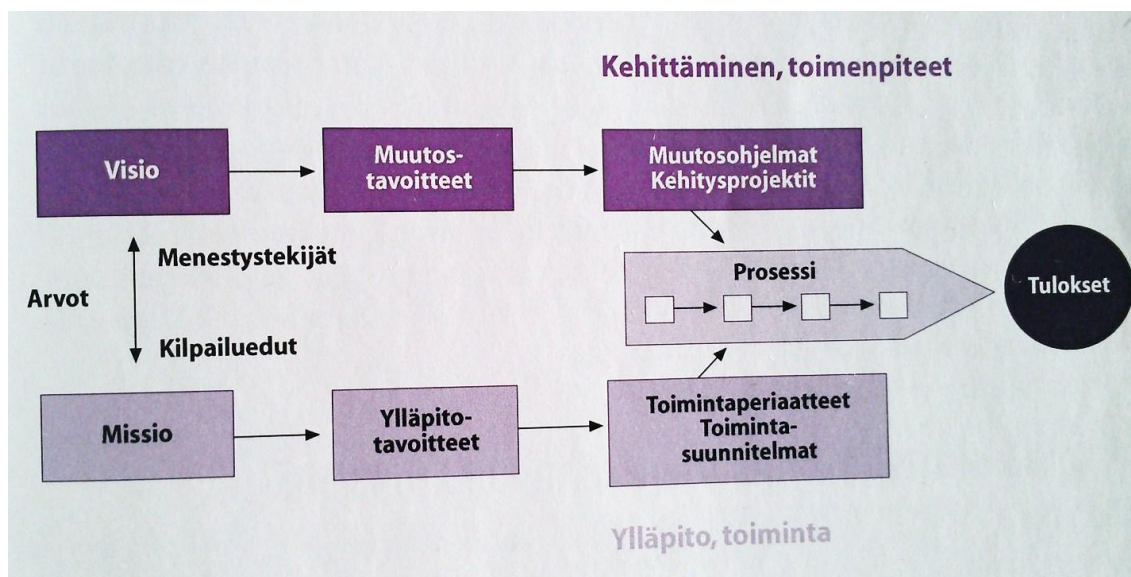 Kehittäminen, toimenpiteet
Visio
Muutos-
tavoitteet
Muutosohjelmat
Kehitysprojektit
Menestystekijät
Arvot
Kilpailuedut
Prosessi
Tulokset
Missio
Ylläpito-
tavoitteet
Toimintaperiaatteet
Toiminta-
suunnitelmat
Ylläpito, toiminta